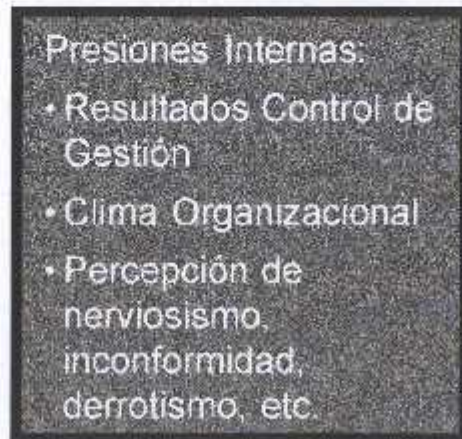 Presiones Internas:
• Resultados Control de
Gestión
• Clima Organizacional
• Percepción de
nerviosismo,
inconformidad,
derrotismo, etc.